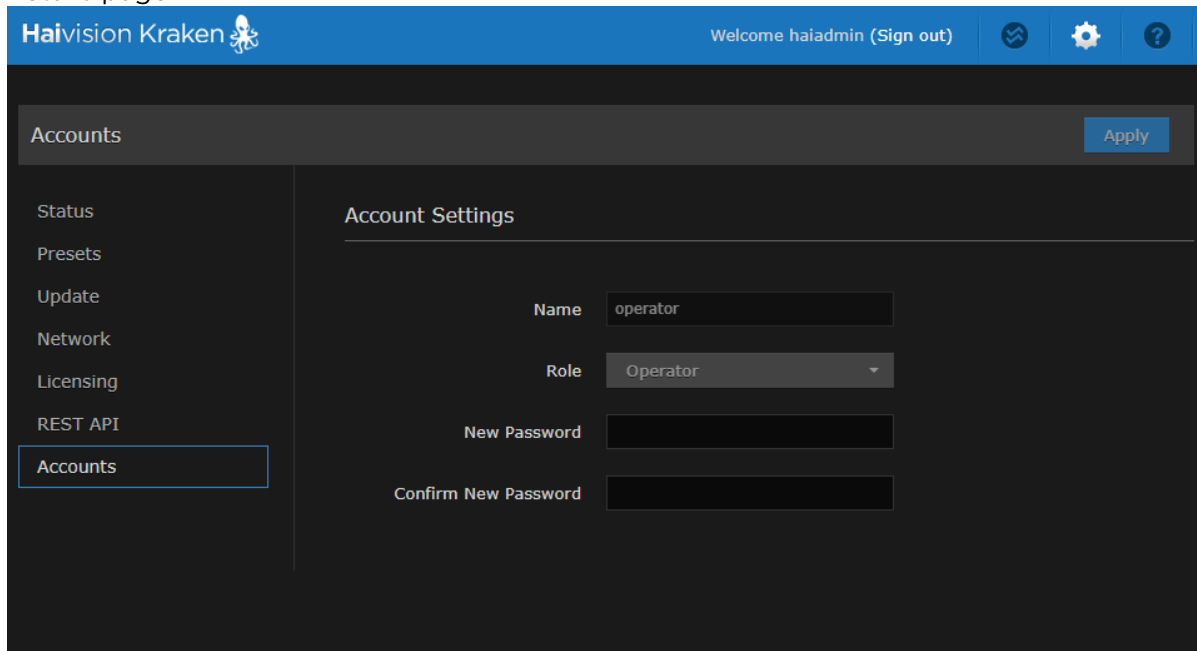 Haivision Kraken
Welcome haiadmin (Sign out)
?
Accounts
Apply
Status
Presets
Update
Network
Licensing
REST API
Accounts
Account Settings
Name operator
Role Operator
New Password
Confirm New Password